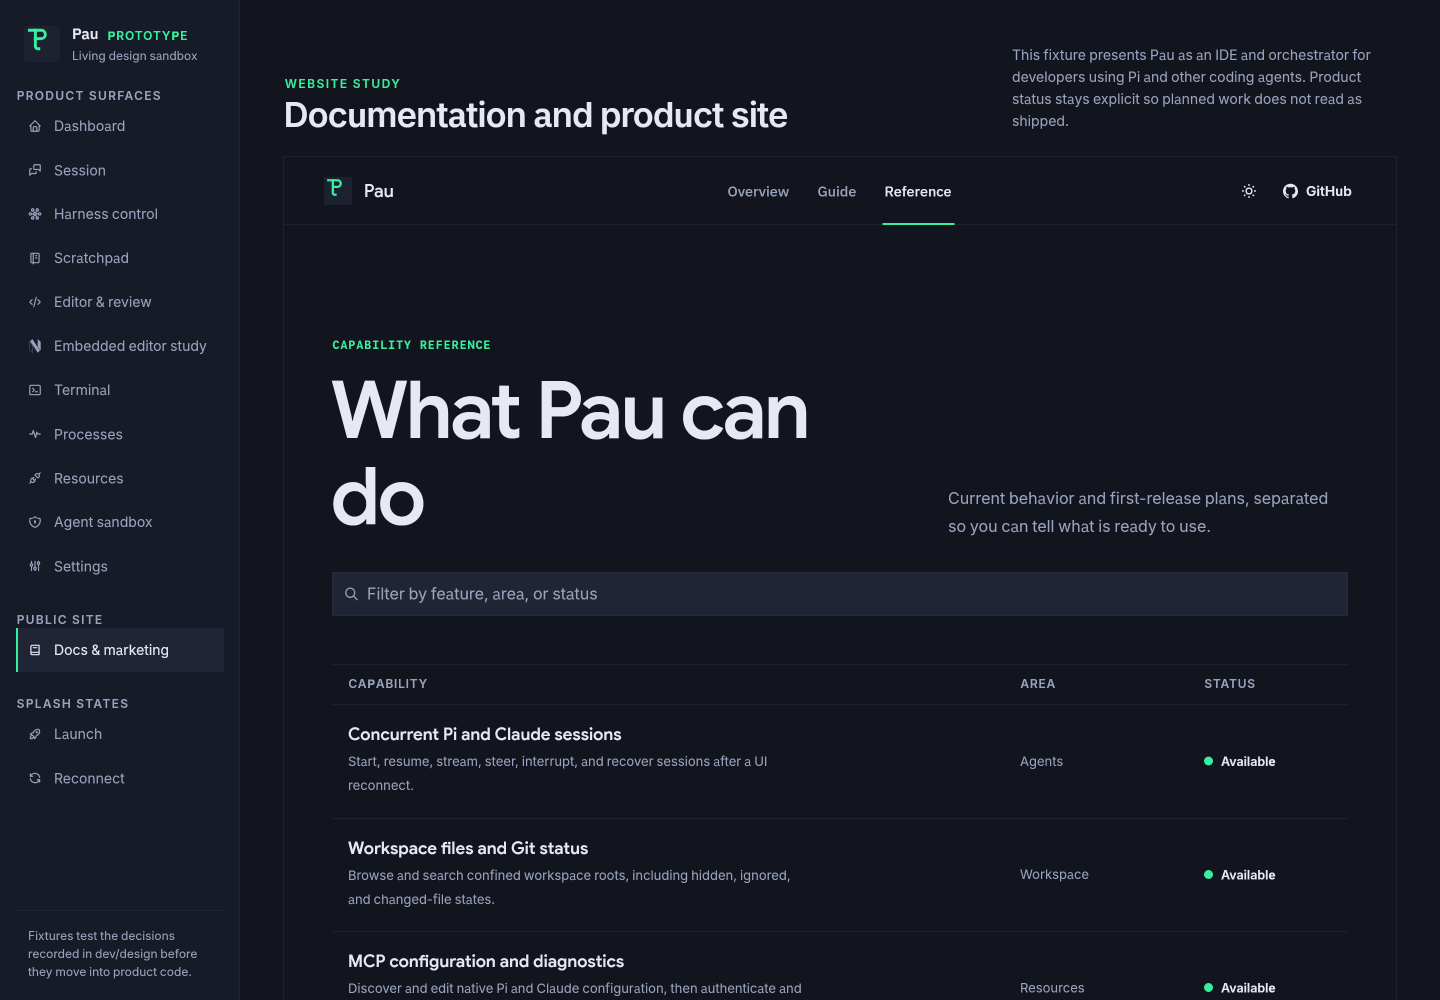 Pau PROTOTYPE
Living design sandbox
PRODUCT SURFACES
Dashboard
Session
Harness control
Scratchpad
Editor & review
Embedded editor study
Terminal
Processes
Resources
Agent sandbox
Settings
PUBLIC SITE
Docs & marketing
SPLASH STATES
Launch
Reconnect
Fixtures test the decisions
recorded in dev/design before
they move into product code.
WEBSITE STUDY
Documentation and product site
This fixture presents Pau as an IDE and orchestrator for
developers using Pi and other coding agents. Product
status stays explicit so planned work does not read as
shipped.
Pau
Overview
Guide
Reference
GitHub
CAPABILITY REFERENCE
What Pau can
do
Current behavior and first-release plans, separated
so you can tell what is ready to use.
Filter by feature, area, or status
CAPABILITY
AREA
STATUS
Concurrent Pi and Claude sessions
Start, resume, stream, steer, interrupt, and recover sessions after a UI
reconnect.
Agents
Available
Workspace files and Git status
Browse and search confined workspace roots, including hidden, ignored,
and changed-file states.
Workspace
Available
MCP configuration and diagnostics
Discover and edit native Pi and Claude configuration, then authenticate and
Resources
Available